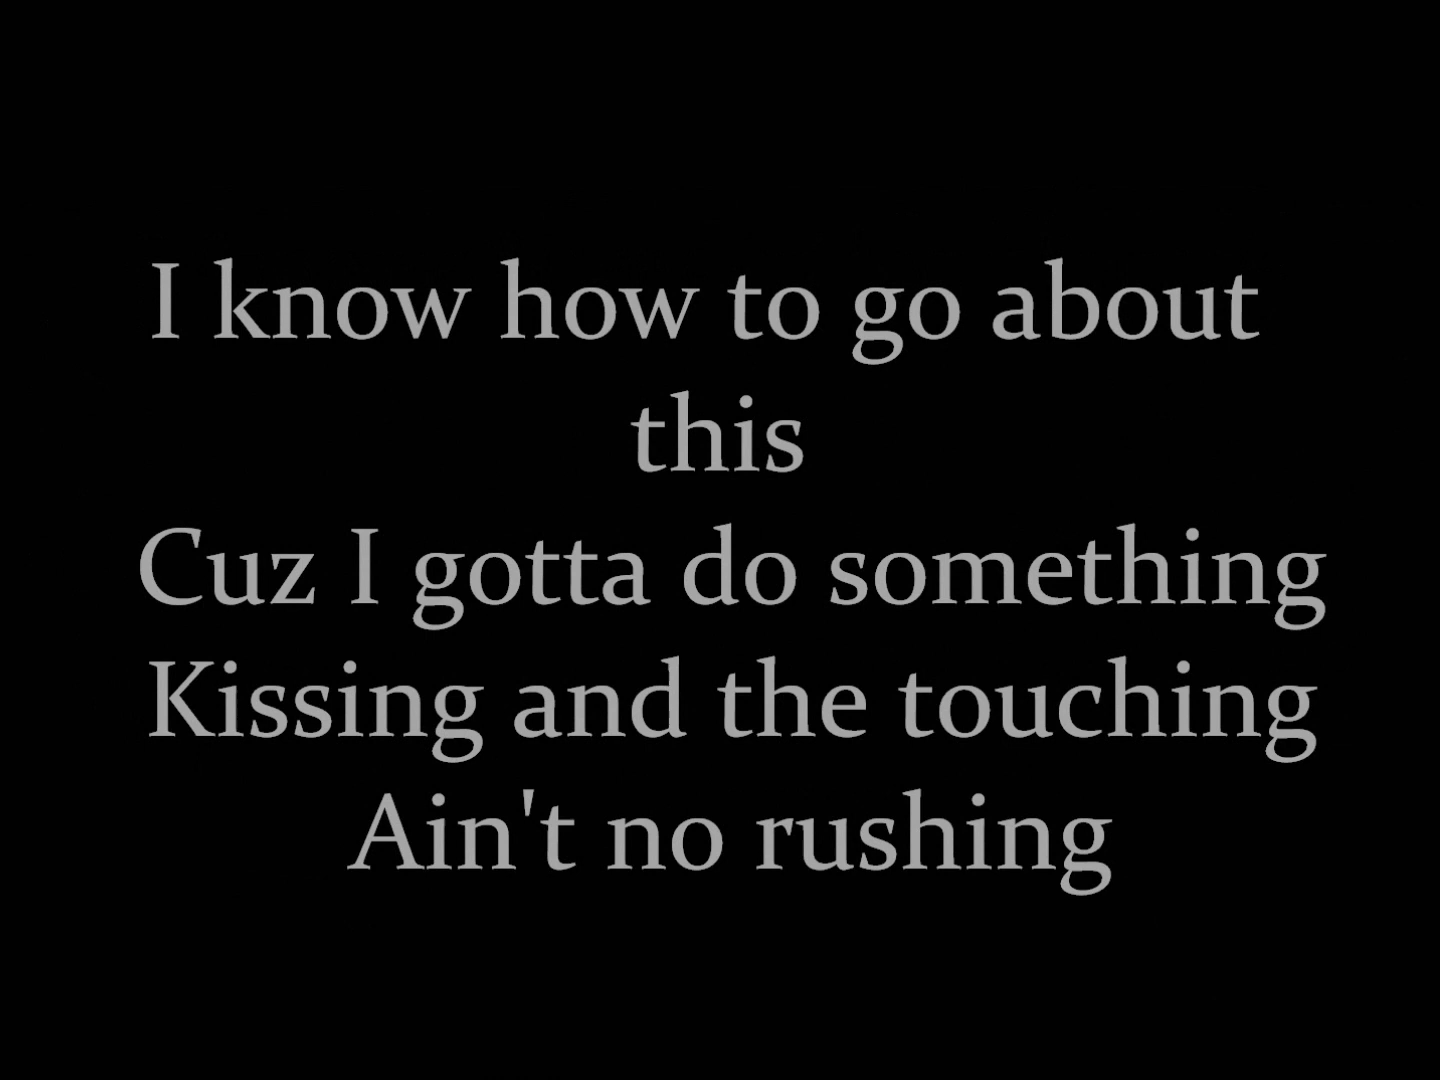 I know how to go about
this
Cuz I gotta do something
Kissing and the touching
Ain't no rushing